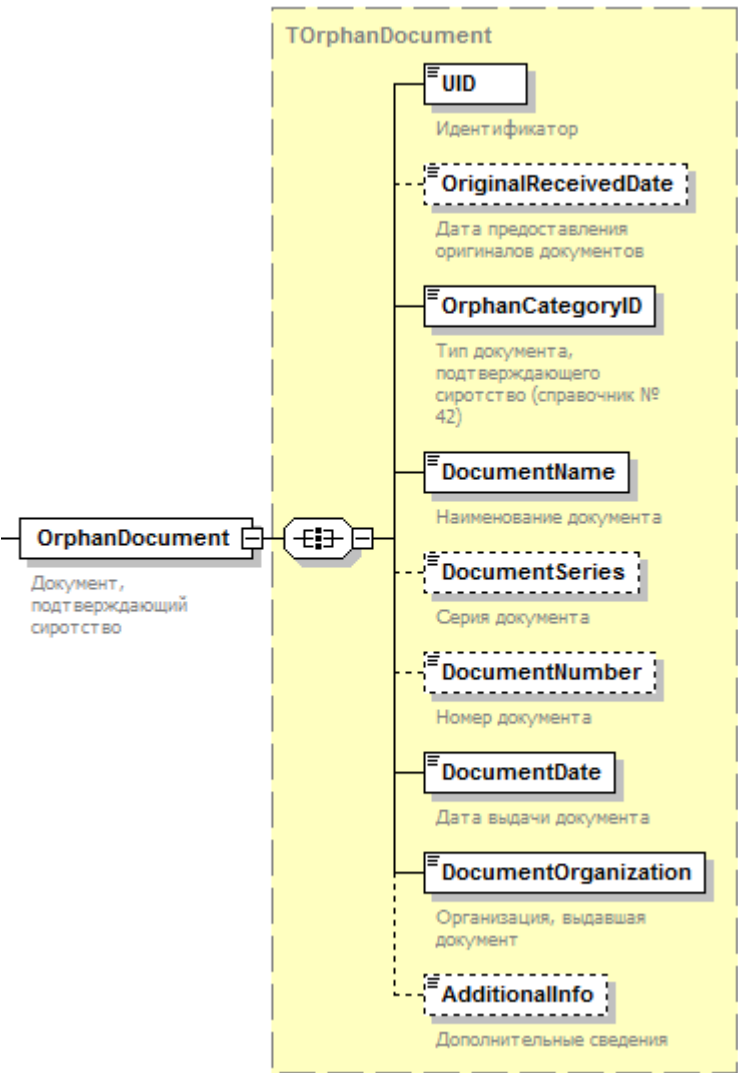 TOrphanDocument
UID
Идентификатор
OriginalReceivedDate
Дата предоставления
оригиналов документов
OrphanCategoryID
Тип документа,
подтверждающего
сиротство (справочник №
42)
DocumentName
Наименование документа
OrphanDocument
Документ,
подтверждающий
сиротство
DocumentSeries
Серия документа
DocumentNumber
Номер документа
DocumentDate
Дата выдачи документа
DocumentOrganization
Организация, выдавшая
документ
AdditionalInfo
Дополнительные сведения